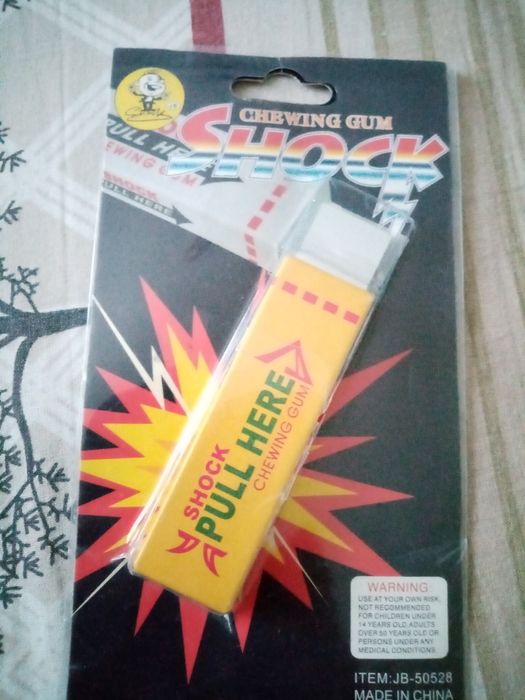 CHEWING GUM
SHOCK
PULL HERE
CHEWING GUM
SHOCK
PULL HERE
SHOCK
PULL HERE
CHEWING GUM
WARNING
USE AT YOUR OWN RISK,
NOT RECOMMENDED
FOR CHILDREN UNDER
14 YEARS OLD,ADULTS
OVER 50 YEARS OLD OR
PERSONS UNDER ANY
MEDICAL CONDITIONS.
ITEM:JB-50528
MADE IN CHINA